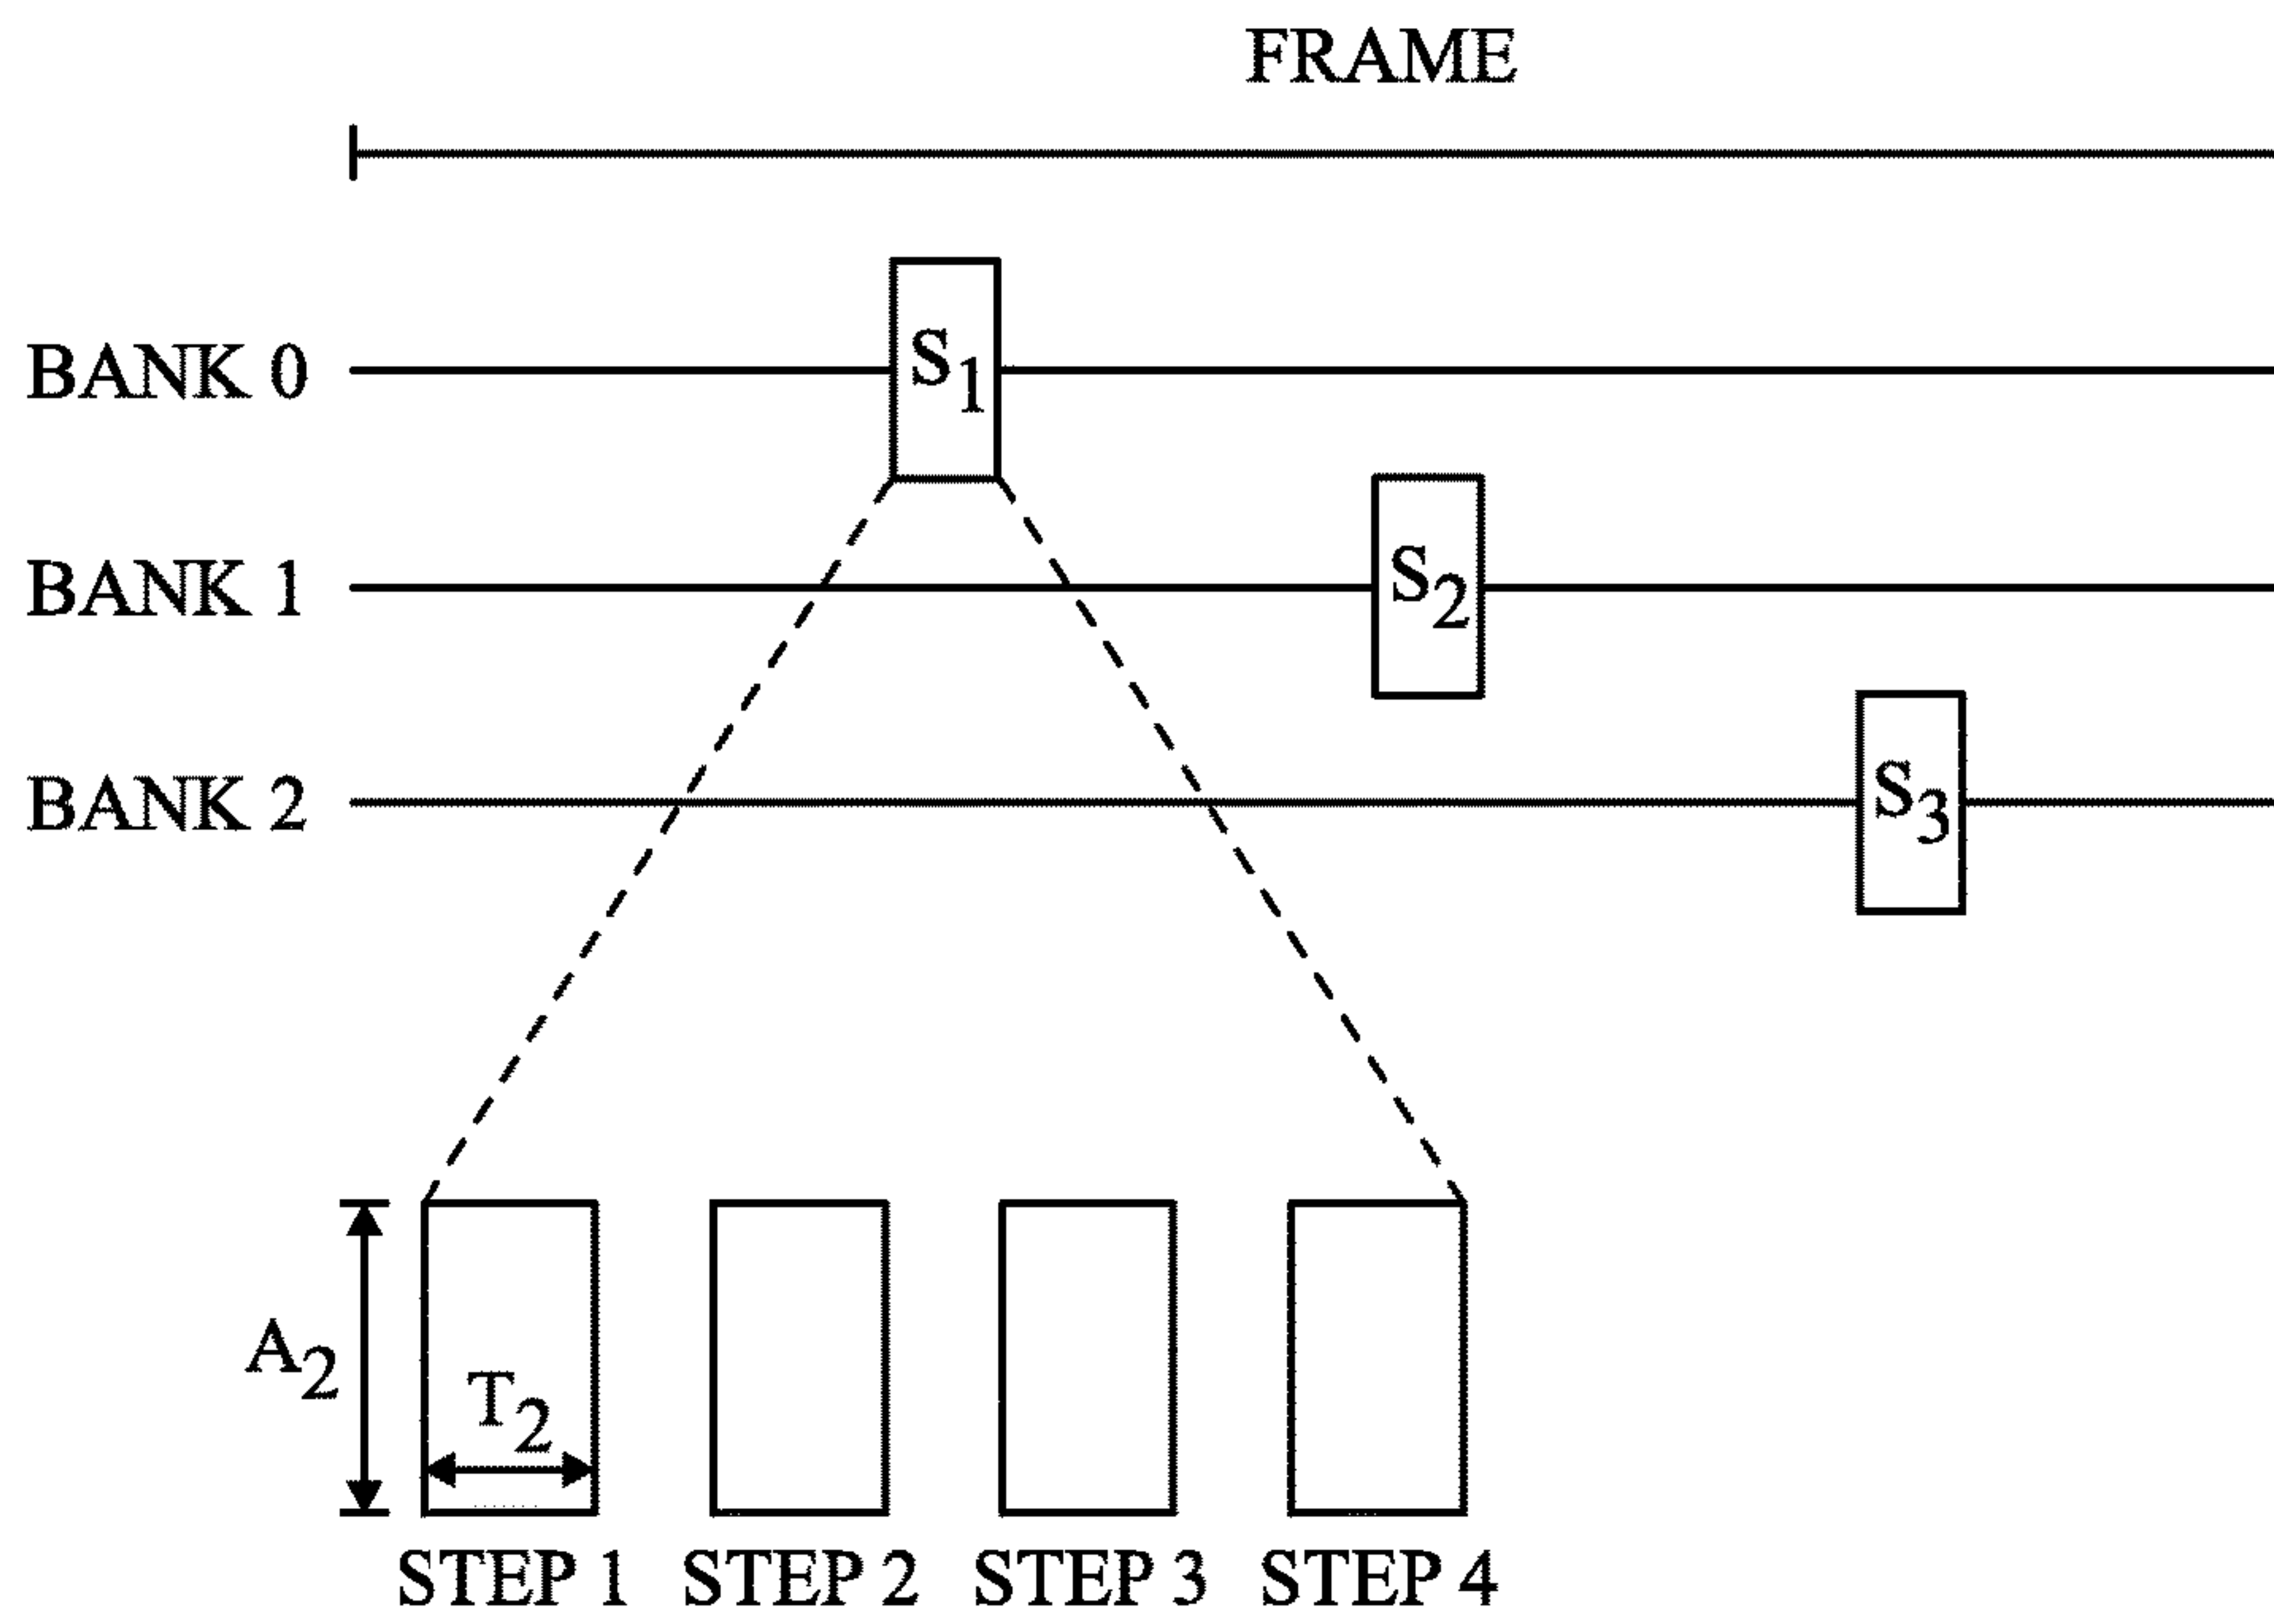 FRAME
BANK 0
S1
BANK 1
S2
BANK 2
S3
A2
T2
STEP 1 STEP 2 STEP 3 STEP 4